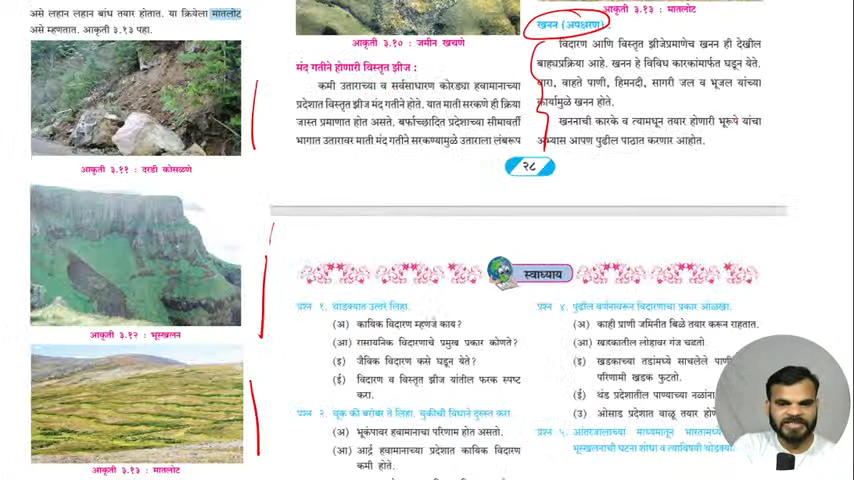 असे लहान लहान बांध तयार होतात. या क्रियेला मातलोट
असे म्हणतात. आकृती ३.१३ पहा.
आकृती ३.११ : दरडी कोसळणे
आकृती ३.१२ : भूस्खलन
आकृती ३.१३ : मातलोट
आकृती ३.१० : जमीन खचणे
मंद गतीने होणारी विस्तृत झीज :
कमी उताराच्या व सर्वसाधारण कोरड्या हवामानाच्या
प्रदेशात विस्तृत झीज मंद गतीने होते. यात माती सरकणे ही क्रिया
जास्त प्रमाणात होत असते. बर्फाच्छादित प्रदेशाच्या सीमावर्ती
भागात उतारावर माती मंद गतीने सरकण्यामुळे उताराला लंबरूप
आकृती ३.१३ : मातलोट
खनन (अपक्षरण) :
विदारण आणि विस्तृत झीजेप्रमाणेच खनन ही देखील
बाह्यप्रक्रिया आहे. खनन हे विविध कारकांमार्फत घडून येते.
वारा, वाहते पाणी, हिमनदी, सागरी जल व भूजल यांच्या
कार्यामुळे खनन होते.
खननाची कारके व त्यामधून तयार होणारी भूरूपे यांचा
अभ्यास आपण पुढील पाठात करणार आहोत.
२८
स्वाध्याय
प्रश्न १. थोडक्यात उत्तरे लिहा.
(अ) कायिक विदारण म्हणजे काय?
(आ) रासायनिक विदारणाचे प्रमुख प्रकार कोणते?
(इ) जैविक विदारण कसे घडून येते?
(ई) विदारण व विस्तृत झीज यांतील फरक स्पष्ट
करा.
प्रश्न २. चूक की बरोबर ते लिहा. चुकीची विधाने दुरुस्त करा
(अ) भूकंपावर हवामानाचा परिणाम होत असतो.
(आ) आर्द्र हवामानाच्या प्रदेशात कायिक विदारण
कमी होते.
प्रश्न ४. पुढील वर्णनावरून विदारणाचा प्रकार ओळखा.
(अ) काही प्राणी जमिनीत बिळे तयार करून राहतात.
(आ) खडकातील लोहावर गंज चढतो.
(इ) खडकाच्या तडांमध्ये साचलेले
परिणामी खडक फुटतो.
(ई) थंड प्रदेशातील पाण्याच्या नळांना
(उ) ओसाड प्रदेशात वाळू तयार
प्रश्न ५. आंतरजालाच्या माध्यमातून
भूस्खलनाची घटना शोधा व त्याविषयी